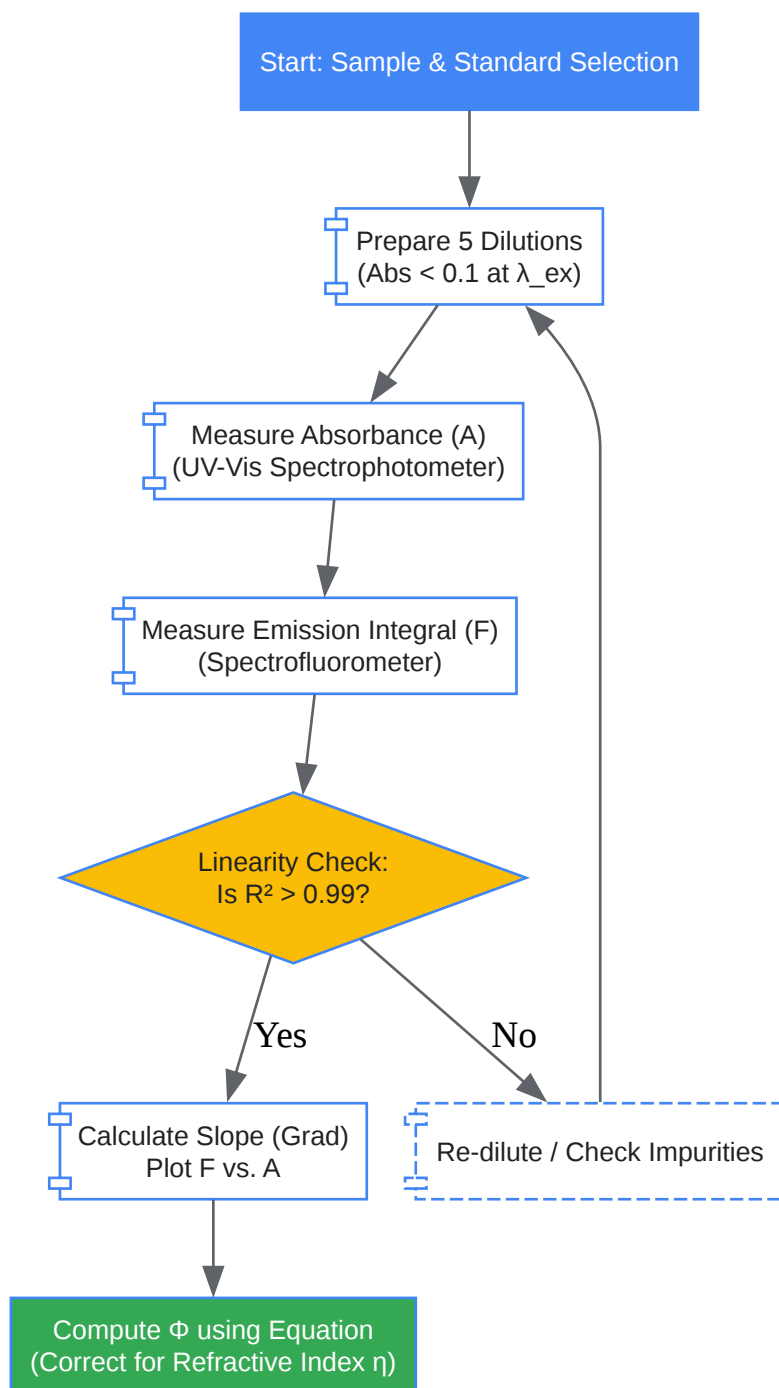 Start: Sample & Standard Selection
Prepare 5 Dilutions
(Abs < 0.1 at λ_ex)
Measure Absorbance (A)
(UV-Vis Spectrophotometer)
Measure Emission Integral (F)
(Spectrofluorometer)
Linearity Check:
Is R² > 0.99?
Yes
No
Calculate Slope (Grad)
Plot F vs. A
Re-dilute / Check Impurities
Compute Φ using Equation
(Correct for Refractive Index η)